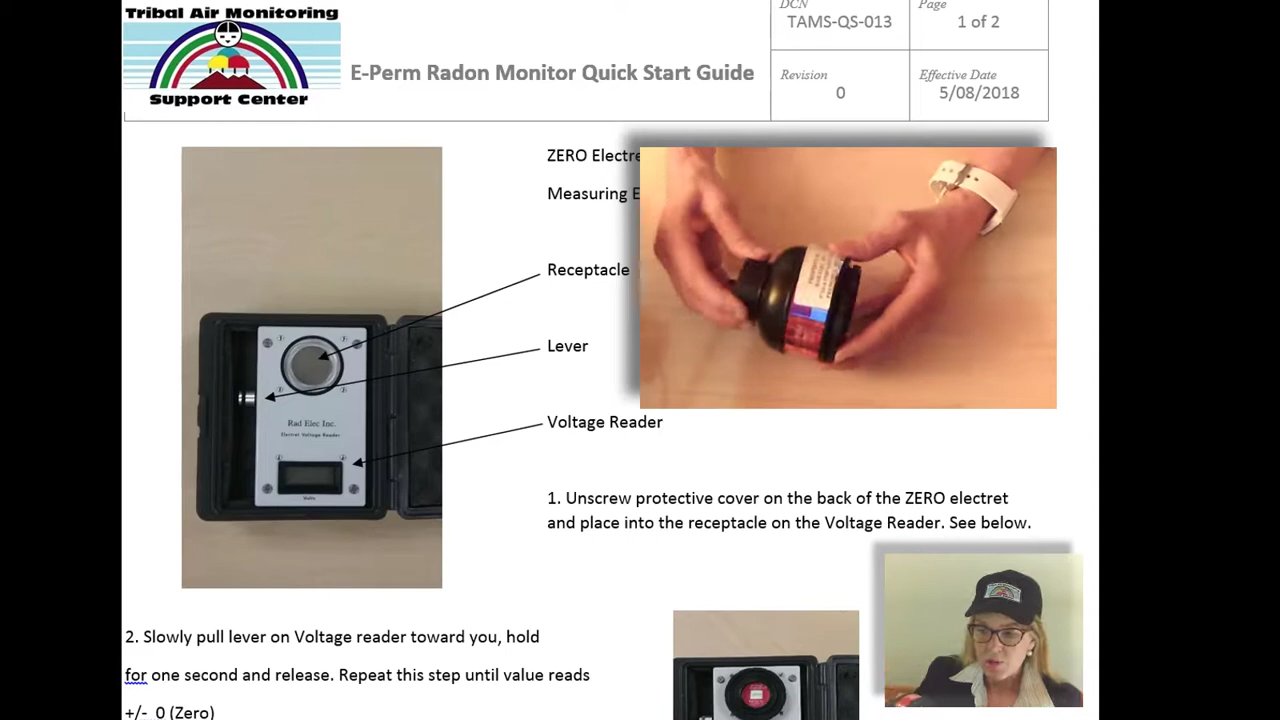 Tribal Air Monitoring
Support Center
E-Perm Radon Monitor Quick Start Guide
DCN
TAMS-QS-013
Page
1 of 2
Revision
0
Effective Date
5/08/2018
ZERO Electre
Measuring E
Receptacle
Lever
Voltage Reader
Rad Elec Inc.
Electret Voltage Reader
Volts
1. Unscrew protective cover on the back of the ZERO electret
and place into the receptacle on the Voltage Reader. See below.
2. Slowly pull lever on Voltage reader toward you, hold
for one second and release. Repeat this step until value reads
+/- 0 (Zero)